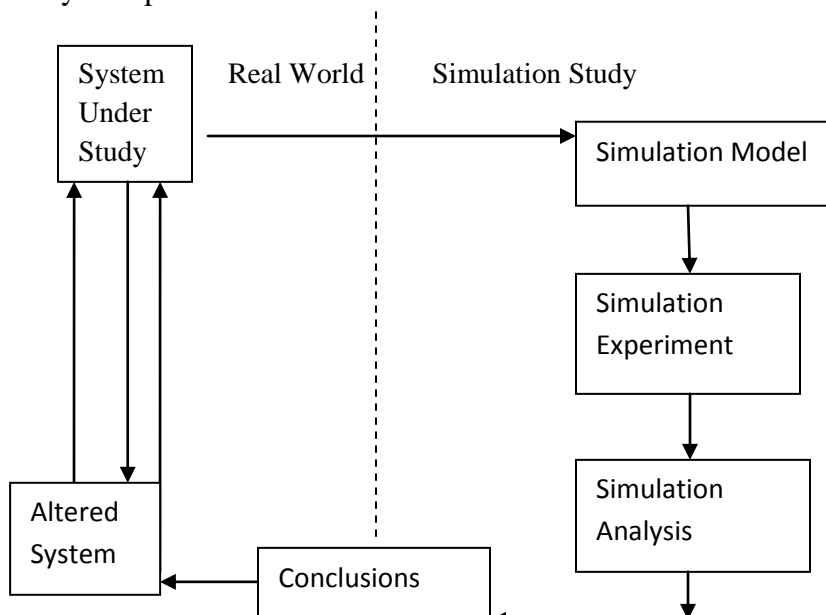 System
Under
Study
Real World
Simulation Study
Simulation Model
Simulation
Experiment
Simulation
Analysis
Altered
System
Conclusions